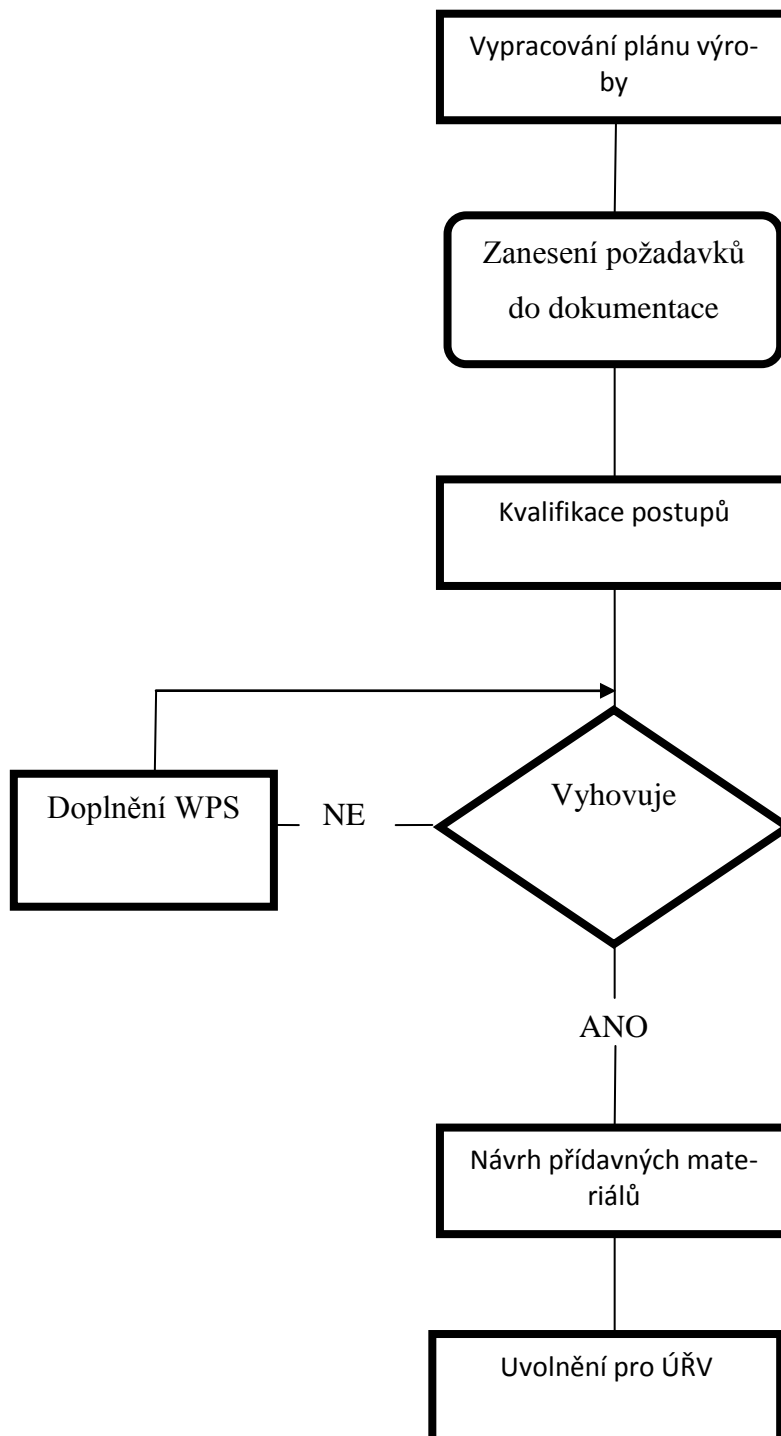 Vypracování plánu výro-
by
Zanesení požadavků
do dokumentace
Kvalifikace postupů
Vyhovuje
Doplnění WPS
NE
ANO
Návrh přídavných mate-
riálů
Uvolnění pro ÚŘV